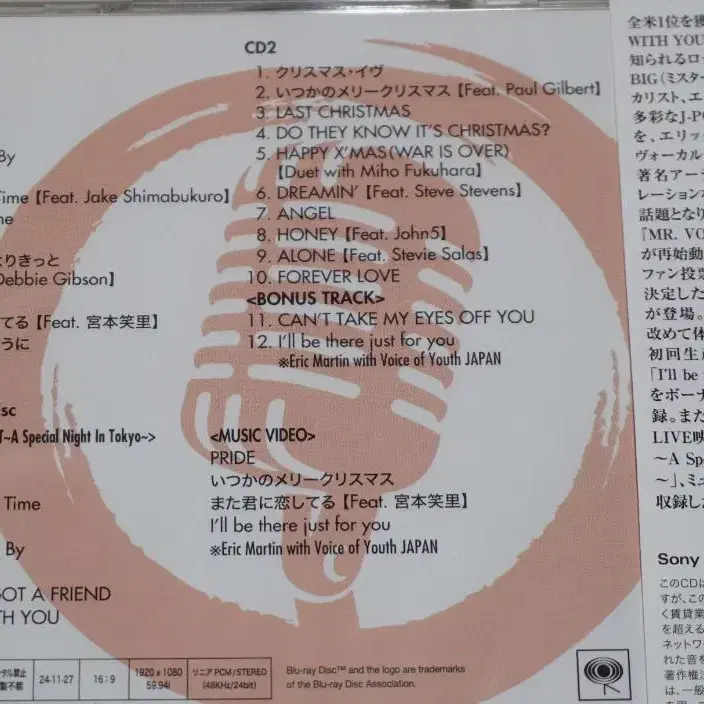 By
Time【Feat. Jake Shimabukuro】
ne
よりきっと
Debbie Gibson】
てる【Feat. 宮本笑里】
うに
isc
T~A Special Night In Tokyo~>
Time
By
GOT A FRIEND
TH YOU
CD2
1. クリスマス・イヴ
2. いつかのメリークリスマス【Feat. Paul Gilbert】
3. LAST CHRISTMAS
4. DO THEY KNOW IT'S CHRISTMAS?
5. HAPPY X'MAS(WAR IS OVER)
【Duet with Miho Fukuhara】
6. DREAMIN'【Feat. Steve Stevens】
7. ANGEL
8. HONEY【Feat. John5】
9. ALONE【Feat. Stevie Salas】
10. FOREVER LOVE
<BONUS TRACK>
11. CAN'T TAKE MY EYES OFF YOU
12. I'll be there just for you
※Eric Martin with Voice of Youth JAPAN
<MUSIC VIDEO>
PRIDE
いつかのメリークリスマス
また君に恋してる【Feat. 宮本笑里】
I'll be there just for you
※Eric Martin with Voice of Youth JAPAN
タル禁止
製不能
24-11-27
16:9
1920 x 1080
59.94i
リニアPCM/STEREO
(48KHz/24bit)
Blu-ray Disc™ and the logo are trademarks
of the Blu-ray Disc Association.
全米1位を獲
WITH YOU
知られるロッ
BIG(ミスター
カリスト、エ
多彩なJ-PO
を、エリッ
ヴォーカル
著名アー
レーション
話題となり
『MR. VO
が再始動
ファン投票
決定した
が登場。
改めて体
初回生産
「I'll be
をボーナ
録。また
LIVE映
～A Spe
～」、ミ
収録した
Sony
このCDは
すが、この
く賃貸業
を超える
ネットワー
れた音を
著作権法
は、一般